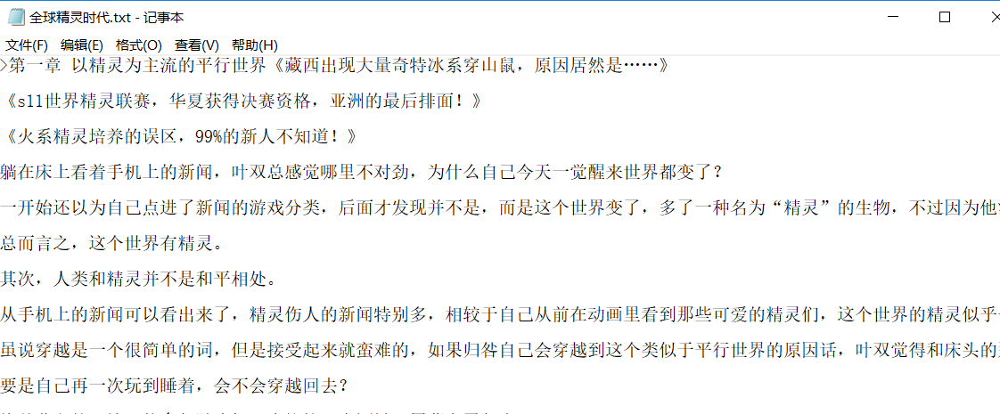 全球精灵时代.txt - 记事本
文件(F) 编辑(E) 格式(O) 查看(V) 帮助(H)
>第一章 以精灵为主流的平行世界《藏西出现大量奇特冰系穿山鼠，原因居然是……》
《s11世界精灵联赛，华夏获得决赛资格，亚洲的最后排面！》
《火系精灵培养的误区，99%的新人不知道！》
躺在床上看着手机上的新闻，叶双总感觉哪里不对劲，为什么自己今天一觉醒来世界都变了？
一开始还以为自己点进了新闻的游戏分类，后面才发现并不是，而是这个世界变了，多了一种名为“精灵”的生物，不过因为他
总而言之，这个世界有精灵。
其次，人类和精灵并不是和平相处。
从手机上的新闻可以看出来了，精灵伤人的新闻特别多，相较于自己从前在动画里看到那些可爱的精灵们，这个世界的精灵似乎
虽说穿越是一个很简单的词，但是接受起来就蛮难的，如果归咎自己会穿越到这个类似于平行世界的原因话，叶双觉得和床头的
要是自己再一次玩到睡着，会不会穿越回去？